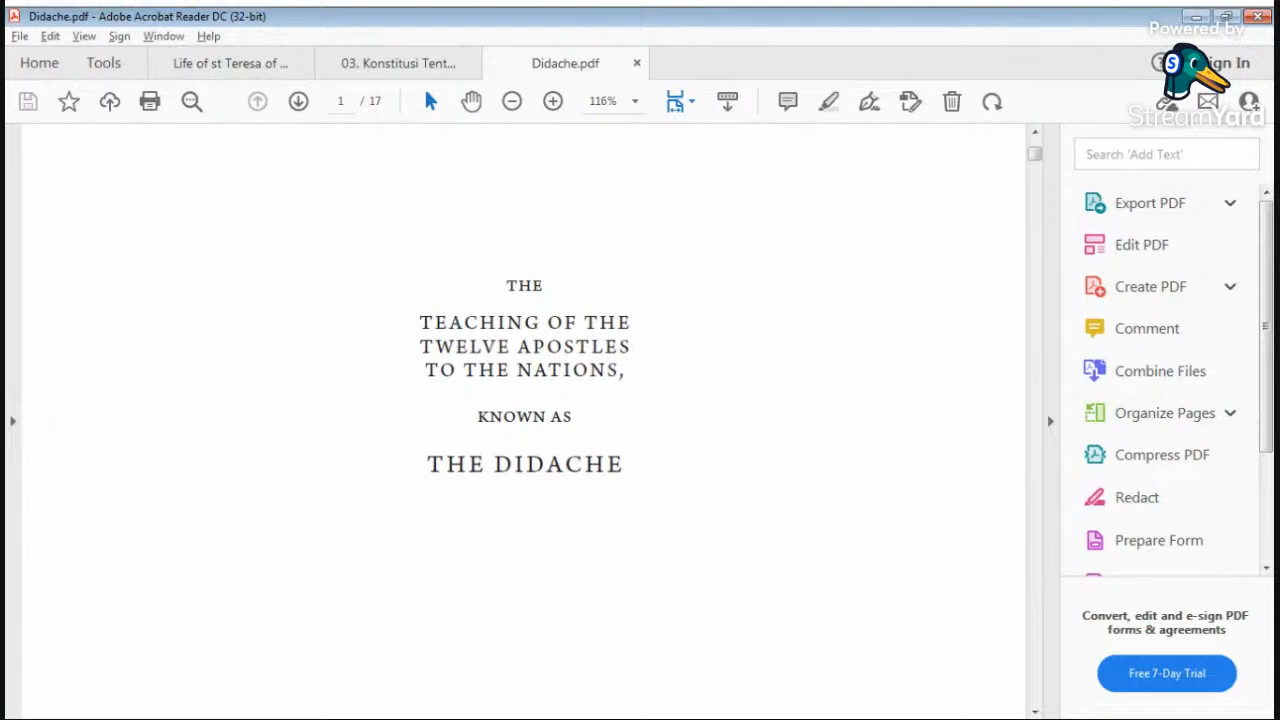 Didache.pdf - Adobe Acrobat Reader DC (32-bit)
Powered by
File Edit View Sign Window Help
StreamYard
Home Tools Life of st Teresa of ... 03. Konstitusi Tent... Didache.pdf Sign In
1 / 17 116%
THE
TEACHING OF THE
TWELVE APOSTLES
TO THE NATIONS,
KNOWN AS
THE DIDACHE
Search 'Add Text'
Export PDF
Edit PDF
Create PDF
Comment
Combine Files
Organize Pages
Compress PDF
Redact
Prepare Form
Convert, edit and e-sign PDF
forms & agreements
Free 7-Day Trial